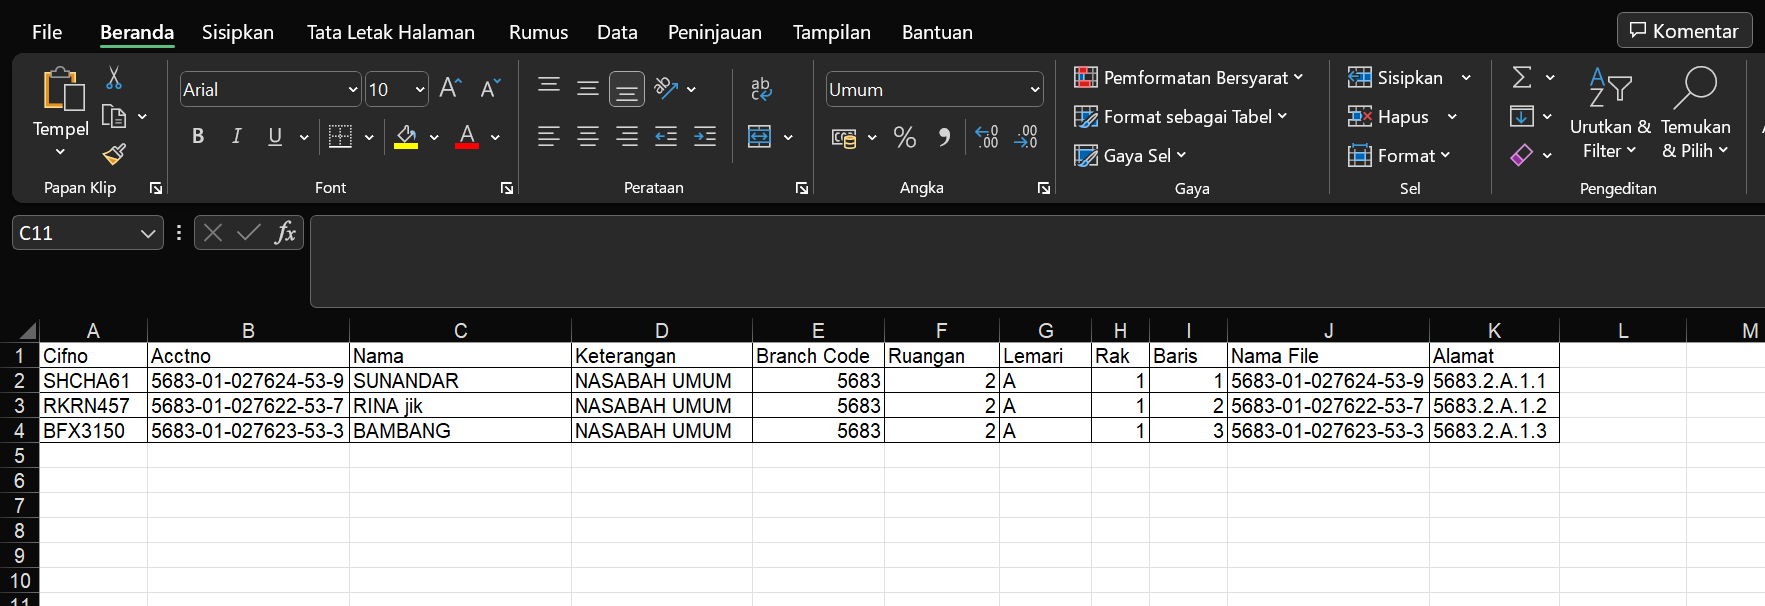 File Beranda Sisipkan Tata Letak Halaman Rumus Data Peninjauan Tampilan Bantuan Komentar
Tempel
Papan Klip
Arial 10 A A
B I U A
Font
ab
Perataan
Umum
% 00 00
Angka
Pemformatan Bersyarat
Format sebagai Tabel
Gaya Sel
Gaya
Sisipkan
Hapus
Format
Sel
Urutkan &
Filter
Temukan
& Pilih
Pengeditan
C11 fx
A B C D E F G H I J K L M
1 Cifno Acctno Nama Keterangan Branch Code Ruangan Lemari Rak Baris Nama File Alamat
2 SHCHA61 5683-01-027624-53-9 SUNANDAR NASABAH UMUM 5683 2 A 1 1 5683-01-027624-53-9 5683.2.A.1.1
3 RKRN457 5683-01-027622-53-7 RINA jik NASABAH UMUM 5683 2 A 1 2 5683-01-027622-53-7 5683.2.A.1.2
4 BFX3150 5683-01-027623-53-3 BAMBANG NASABAH UMUM 5683 2 A 1 3 5683-01-027623-53-3 5683.2.A.1.3
5
6
7
8
9
10
11